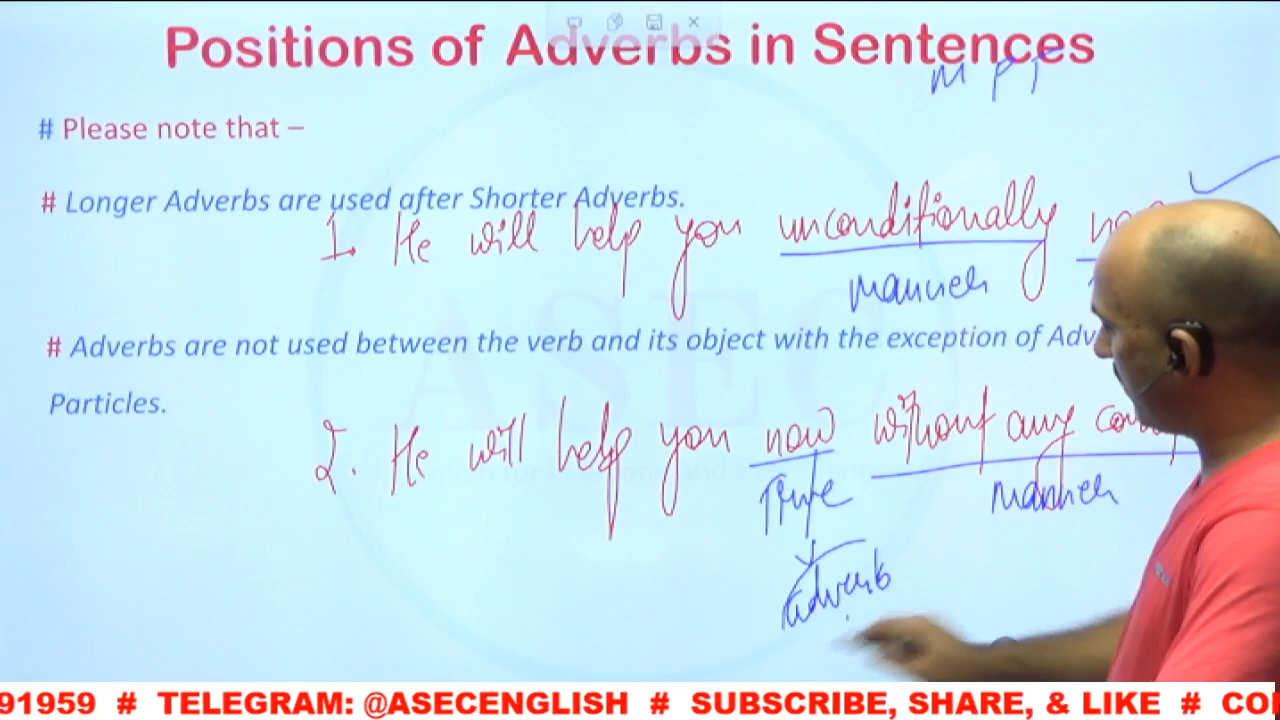 Positions of Adverbs in Sentences
M P T
# Please note that –
# Longer Adverbs are used after Shorter Adverbs.
1. He will help you unconditionally
manner
# Adverbs are not used between the verb and its object with the exception of
Particles.
2. He will help you now without any
Time
manner
Adverb
ASEC
91959 # TELEGRAM: @ASECENGLISH # SUBSCRIBE, SHARE, & LIKE #